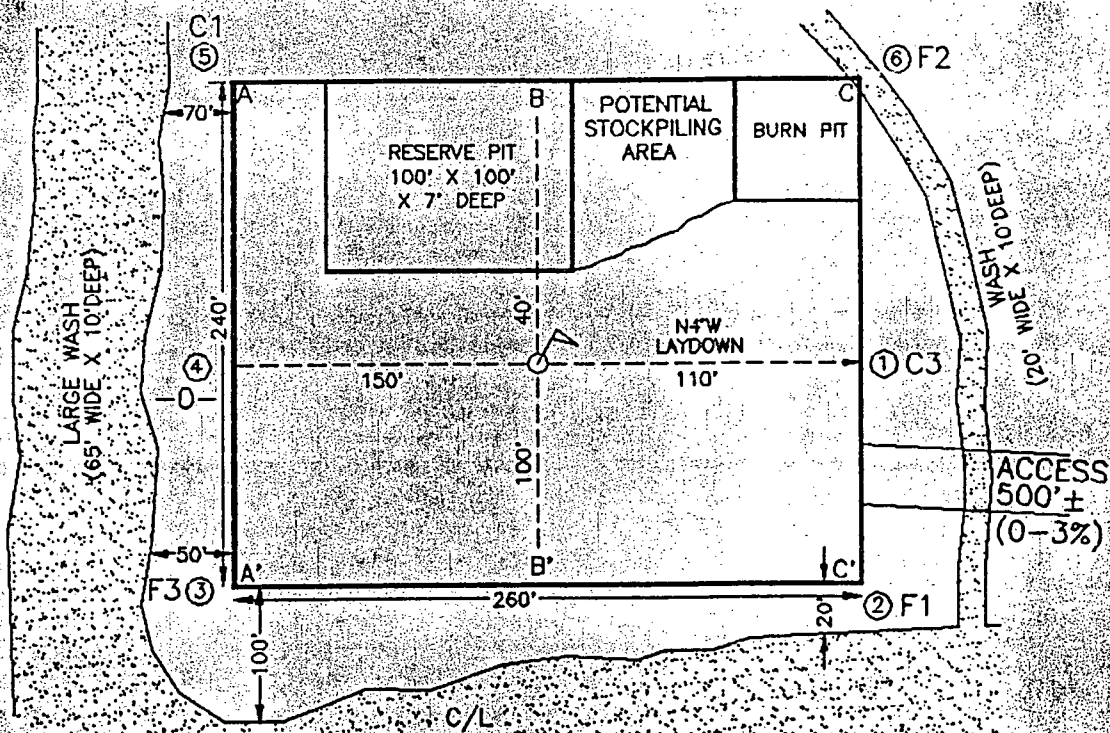 C1
⑤
⑥ F2
70'
A
B
C
RESERVE PIT
100' X 100'
X 7' DEEP
POTENTIAL
STOCKPILING
AREA
BURN PIT
WASH
(20' WIDE X 10'DEEP)
LARGE WASH
(65' WIDE X 10'DEEP)
240'
40'
N4°W
LAYDOWN
④
-0-
150'
110'
① C3
100'
ACCESS
500'±
(0-3%)
50'
A'
B'
C'
F3 ③
260'
② F1
20'
100'
C/L